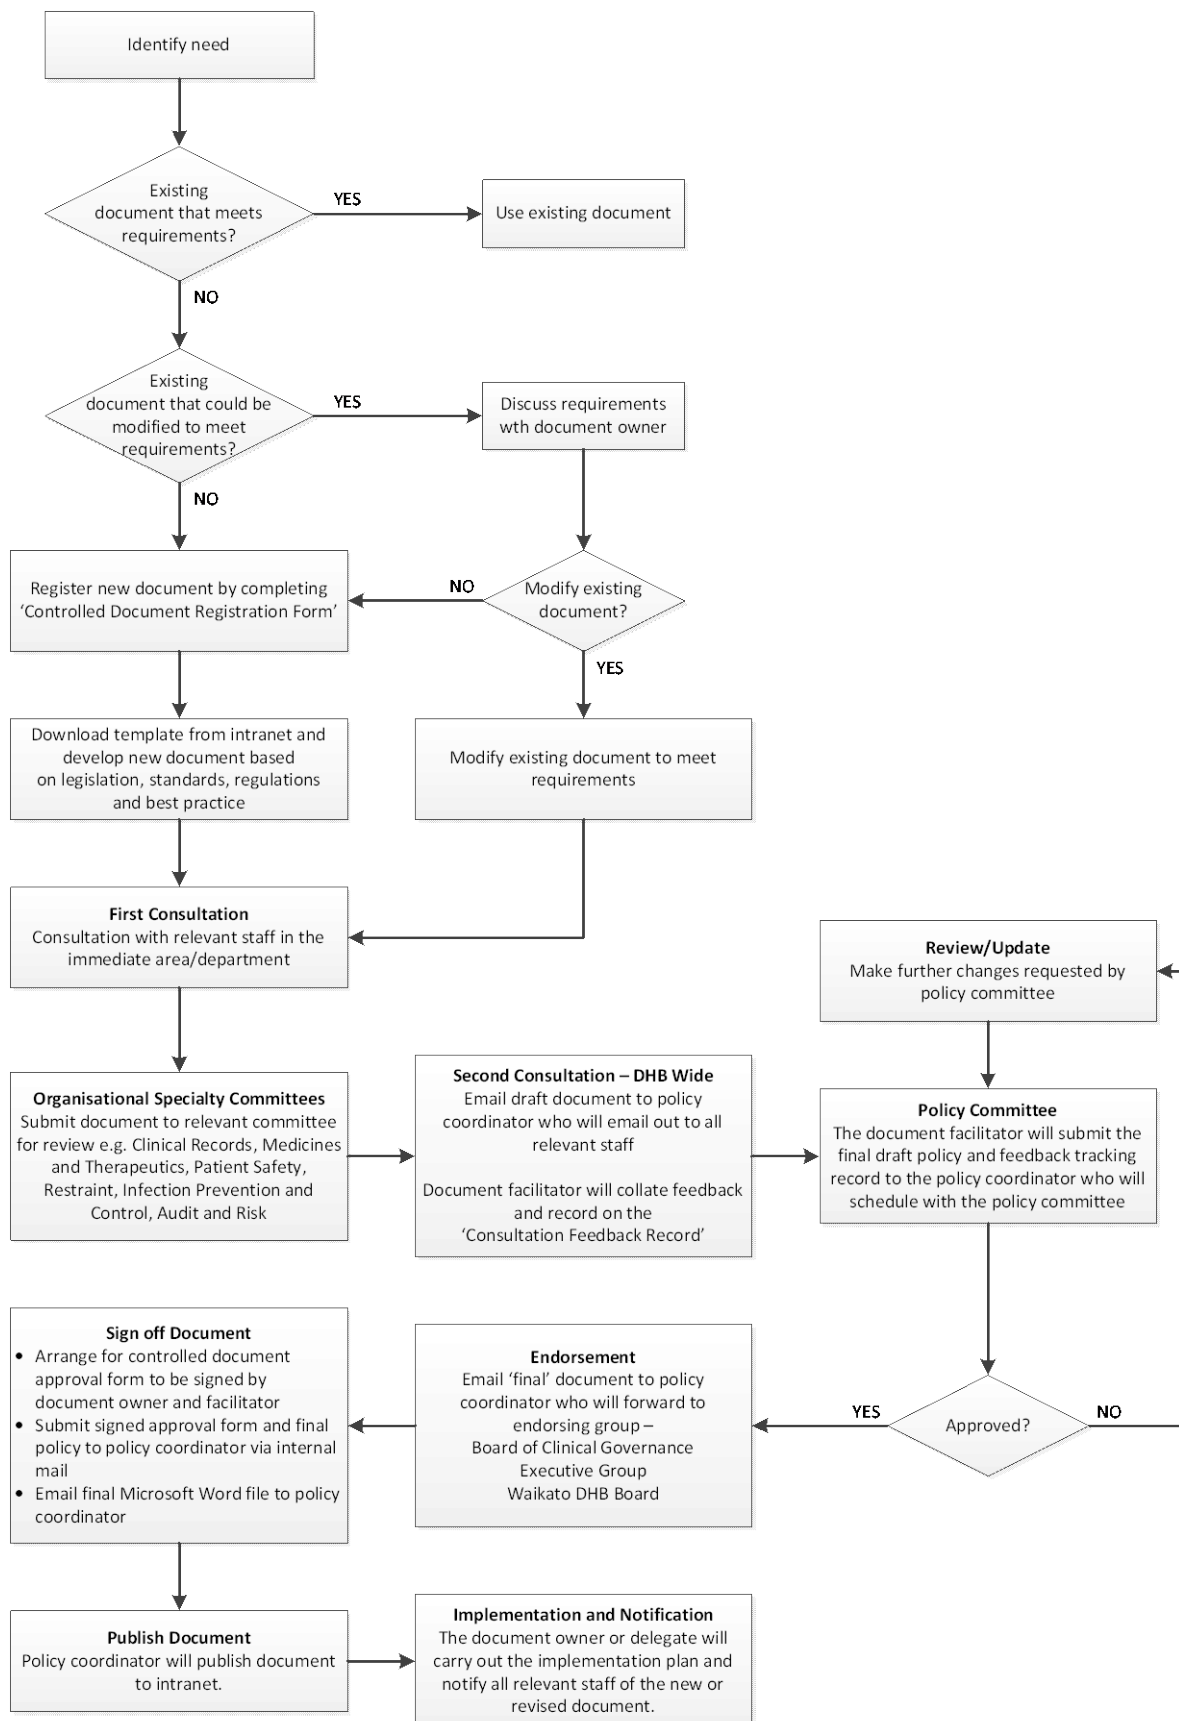 Identify need
Existing
document that meets
requirements?
YES
Use existing document
NO
Existing
document that could be
modified to meet
requirements?
YES
Discuss requirements
wth document owner
NO
Register new document by completing
‘Controlled Document Registration Form’
NO
Modify existing
document?
YES
Download template from intranet and
develop new document based
on legislation, standards, regulations
and best practice
Modify existing document to meet
requirements
First Consultation
Consultation with relevant staff in the
immediate area/department
Review/Update
Make further changes requested by
policy committee
Organisational Specialty Committees
Submit document to relevant committee
for review e.g. Clinical Records, Medicines
and Therapeutics, Patient Safety,
Restraint, Infection Prevention and
Control, Audit and Risk
Second Consultation – DHB Wide
Email draft document to policy
coordinator who will email out to all
relevant staff
Document facilitator will collate feedback
and record on the
‘Consultation Feedback Record’
Policy Committee
The document facilitator will submit the
final draft policy and feedback tracking
record to the policy coordinator who will
schedule with the policy committee
Sign off Document
• Arrange for controlled document
approval form to be signed by
document owner and facilitator
• Submit signed approval form and final
policy to policy coordinator via internal
mail
• Email final Microsoft Word file to policy
coordinator
Endorsement
Email ‘final’ document to policy
coordinator who will forward to
endorsing group –
Board of Clinical Governance
Executive Group
Waikato DHB Board
YES
Approved?
NO
Publish Document
Policy coordinator will publish document
to intranet.
Implementation and Notification
The document owner or delegate will
carry out the implementation plan and
notify all relevant staff of the new or
revised document.